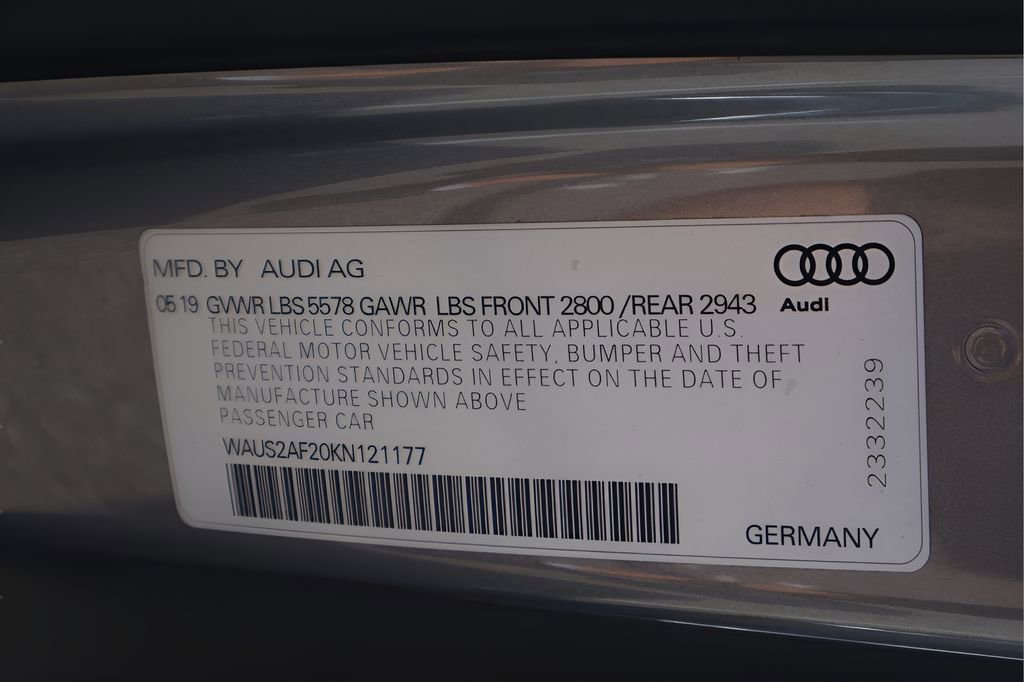 MFD. BY AUDI AG
05 19 GVWR LBS 5578 GAWR LBS FRONT 2800 /REAR 2943
Audi
THIS VEHICLE CONFORMS TO ALL APPLICABLE U.S.
FEDERAL MOTOR VEHICLE SAFETY, BUMPER AND THEFT
PREVENTION STANDARDS IN EFFECT ON THE DATE OF
MANUFACTURE SHOWN ABOVE
PASSENGER CAR
WAUS2AF20KN121177
2332239
GERMANY